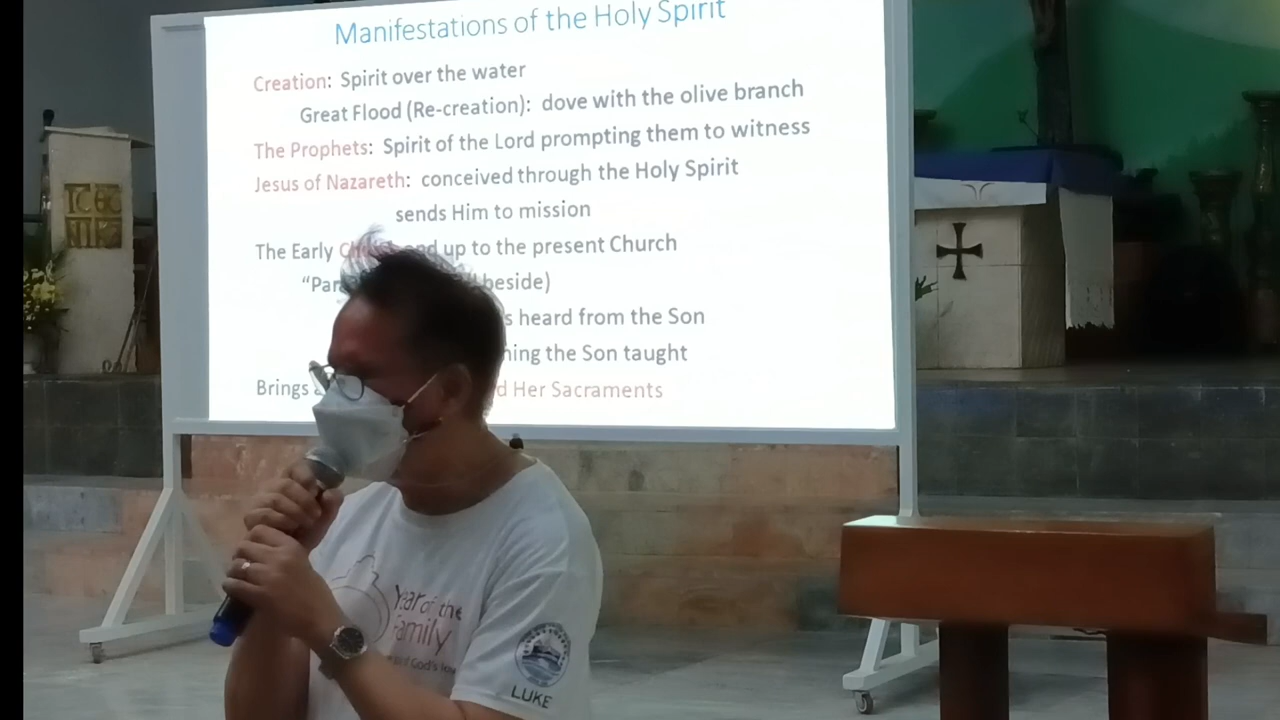 Manifestations of the Holy Spirit
Creation: Spirit over the water
Great Flood (Re-creation): dove with the olive branch
The Prophets: Spirit of the Lord prompting them to witness
Jesus of Nazareth: conceived through the Holy Spirit
sends Him to mission
The Early up to the present Church
beside)
heard from the Son
the Son taught
Brings Her Sacraments
Year of the
Family
God's
LUKE